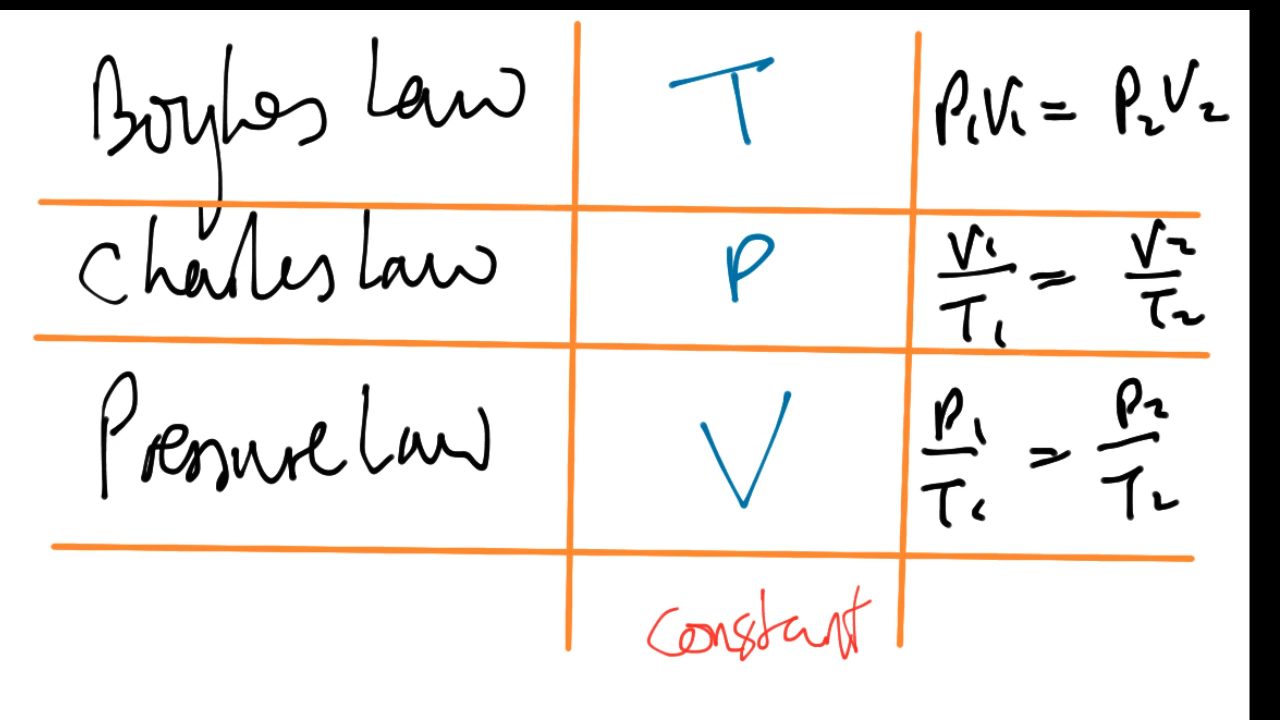 Boyles Law T P₁V₁ = P₂V₂
Charles Law P V₁/T₁ = V₂/T₂
Pressure Law V P₁/T₁ = P₂/T₂
constant